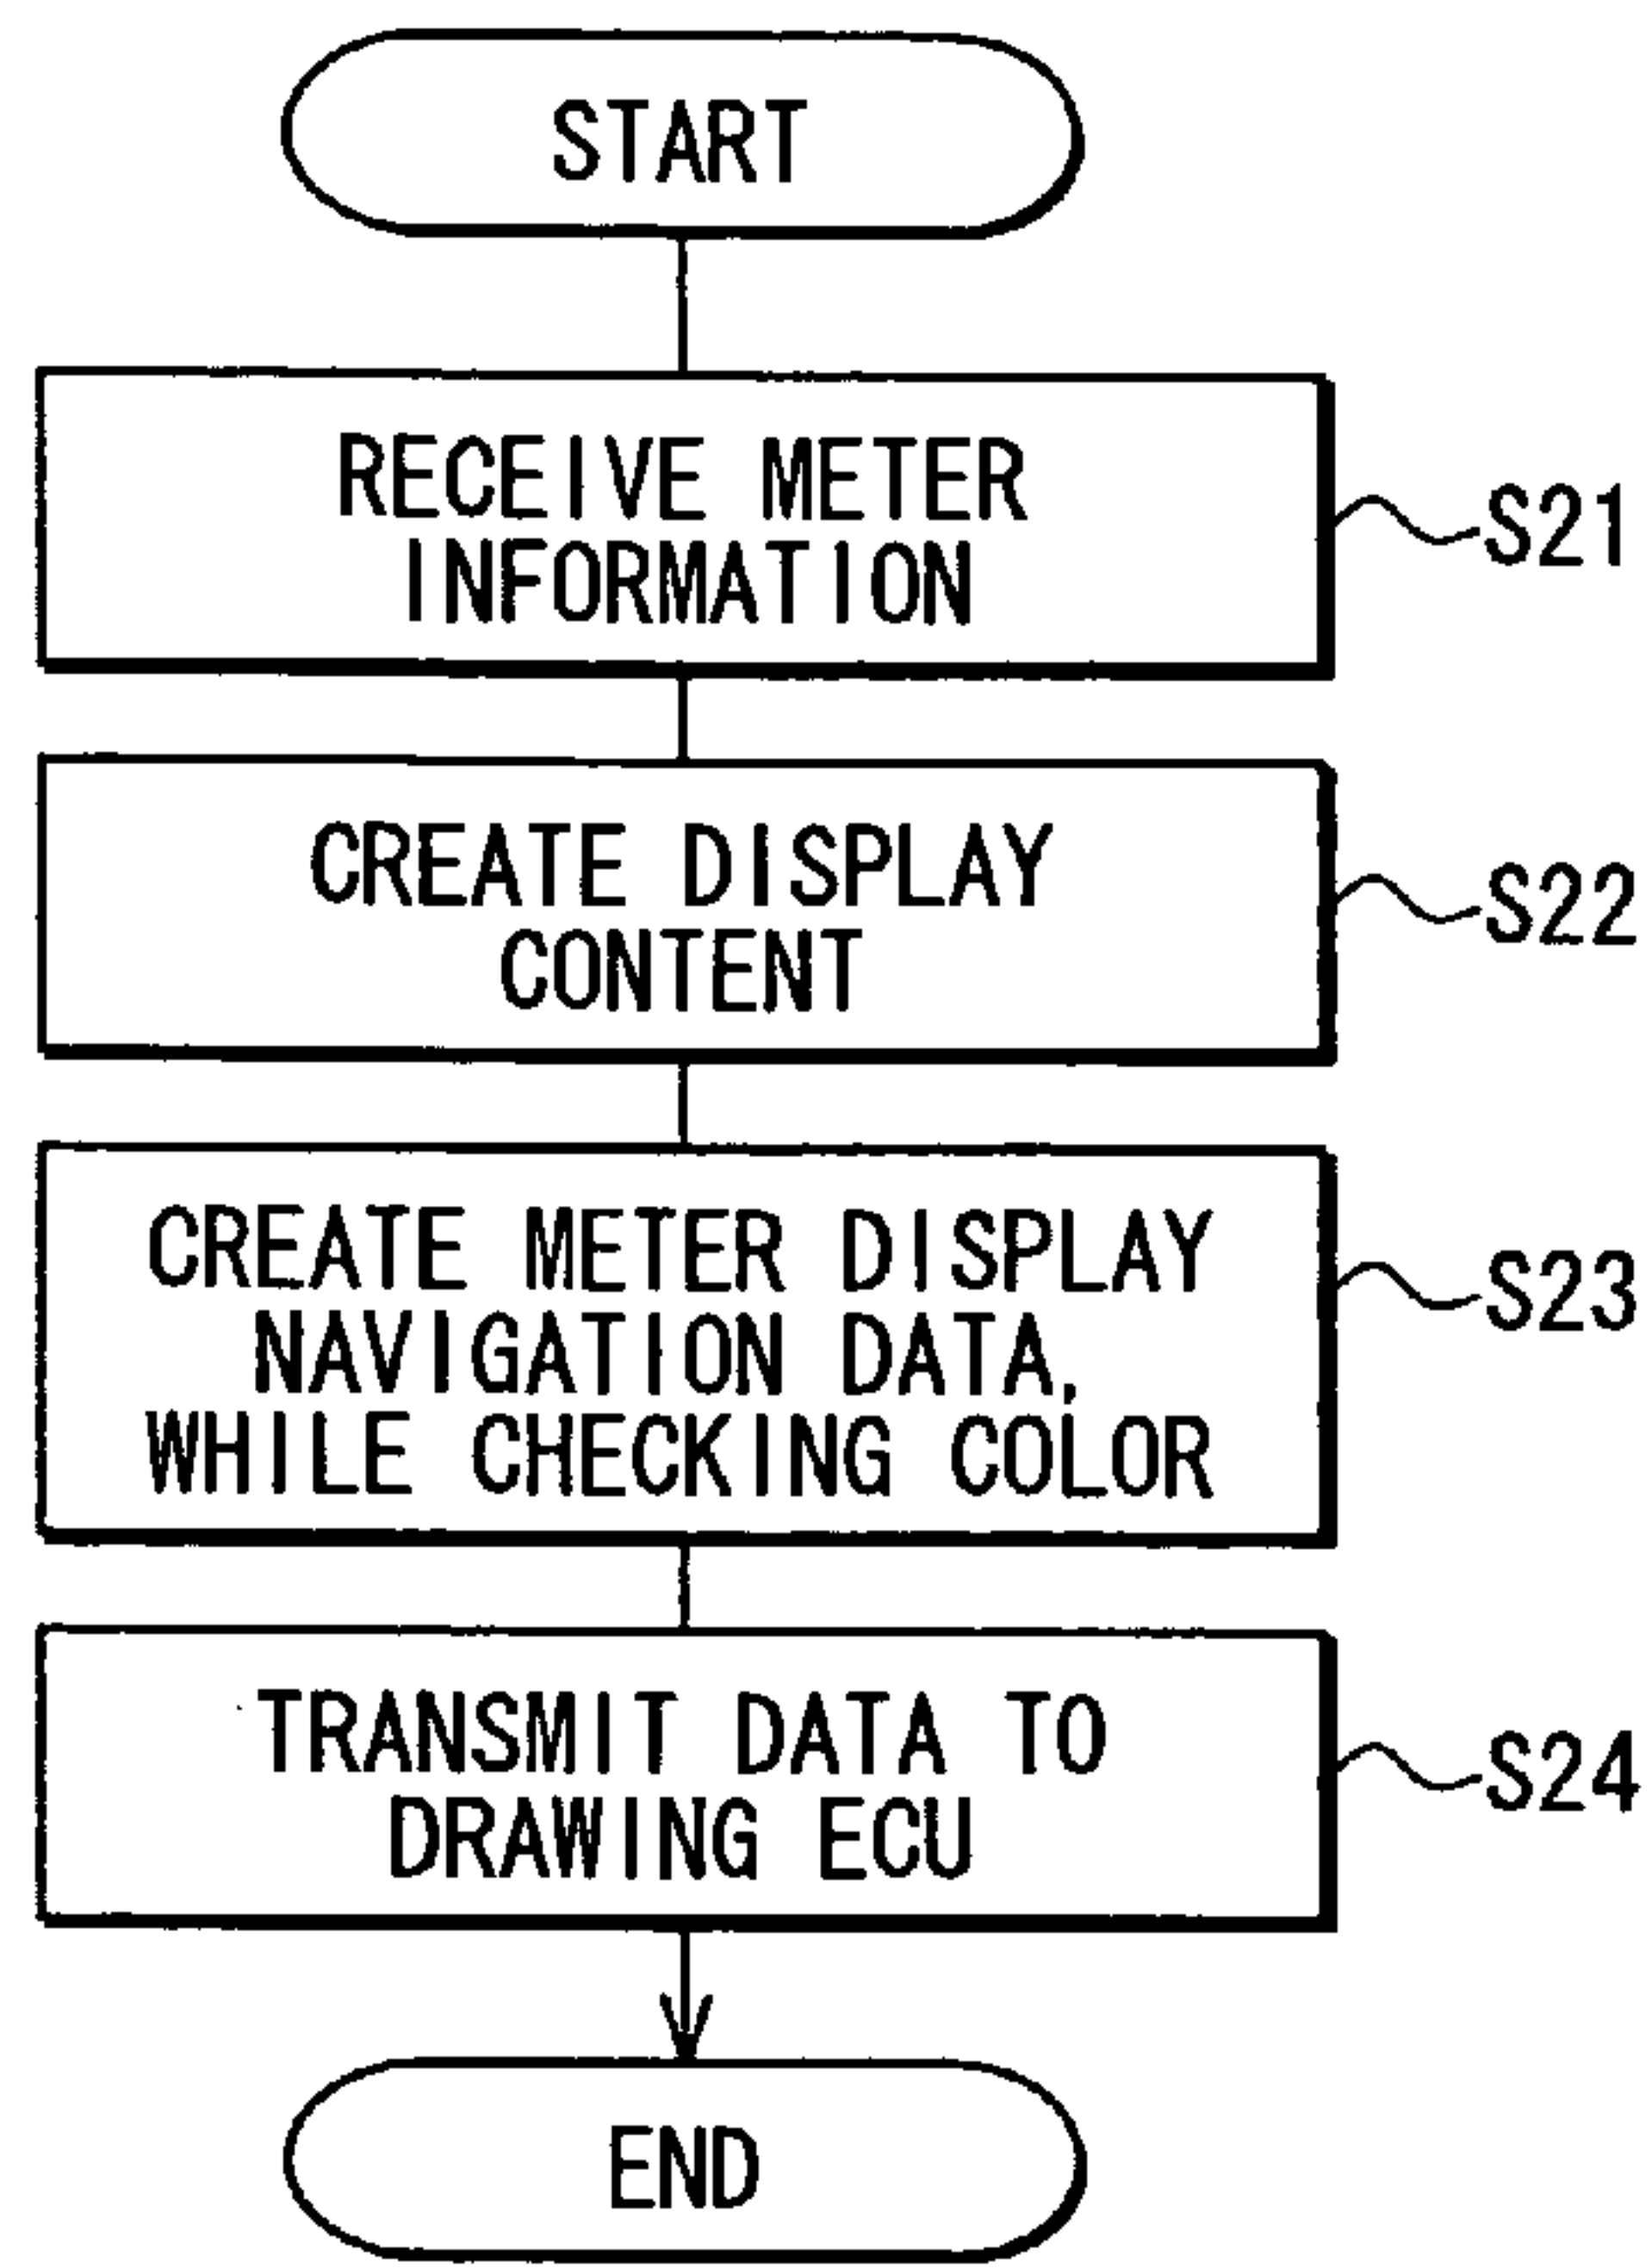 START
RECEIVE METER
INFORMATION
S21
CREATE DISPLAY
CONTENT
S22
CREATE METER DISPLAY
NAVIGATION DATA,
WHILE CHECKING COLOR
S23
TRANSMIT DATA TO
DRAWING ECU
S24
END